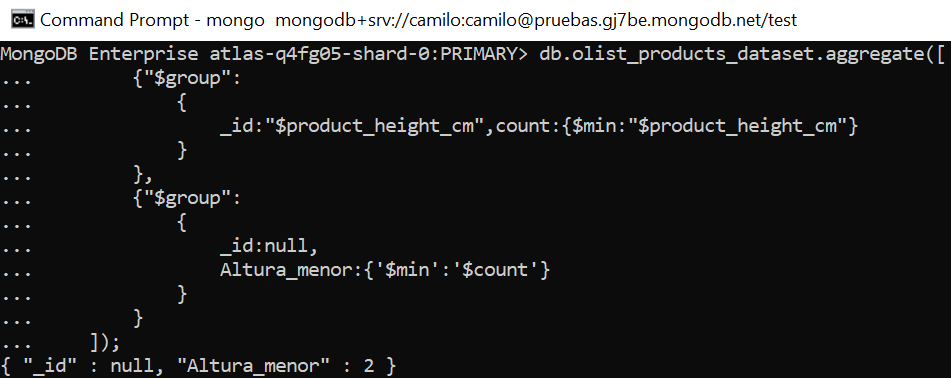 Command Prompt - mongo  mongodb+srv://camilo:camilo@pruebas.gj7be.mongodb.net/test
MongoDB Enterprise atlas-q4fg05-shard-0:PRIMARY> db.olist_products_dataset.aggregate([
...     {"$group":
...         {
...             _id:"$product_height_cm",count:{$min:"$product_height_cm"}
...         }
...     },
...     {"$group":
...         {
...             _id:null,
...             Altura_menor:{'$min':'$count'}
...         }
...     }
... ]);
{ "_id" : null, "Altura_menor" : 2 }